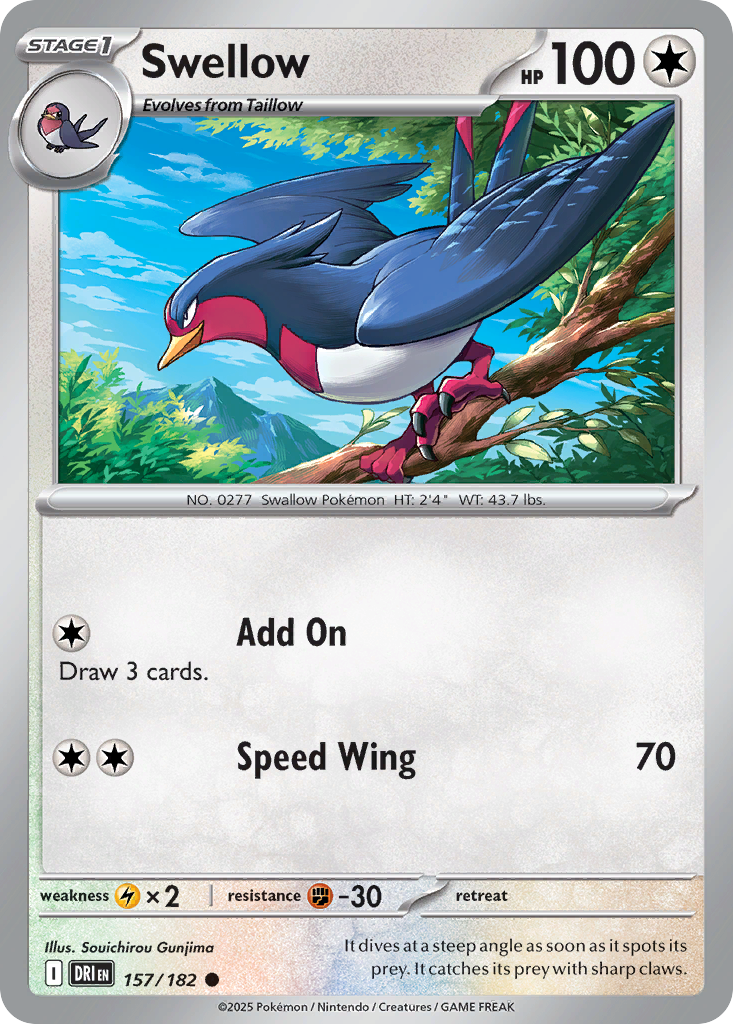 STAGE1
Swellow
HP 100
Evolves from Taillow
NO. 0277 Swallow Pokémon HT: 2'4" WT: 43.7 lbs.
Add On
Draw 3 cards.
Speed Wing 70
weakness ×2 resistance -30 retreat
Illus. Souichirou Gunjima
It dives at a steep angle as soon as it spots its
prey. It catches its prey with sharp claws.
I DRI EN 157/182
©2025 Pokémon / Nintendo / Creatures / GAME FREAK